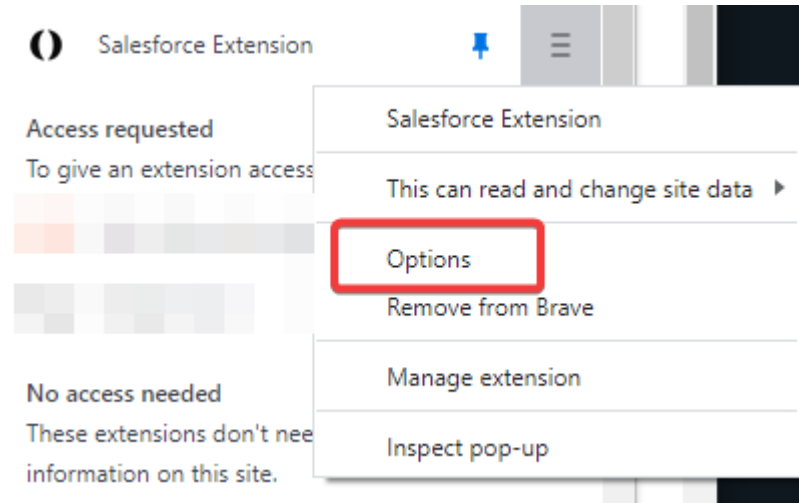 Salesforce Extension
Access requested
To give an extension access
No access needed
These extensions don't nee
information on this site.
Salesforce Extension
This can read and change site data
Options
Remove from Brave
Manage extension
Inspect pop-up